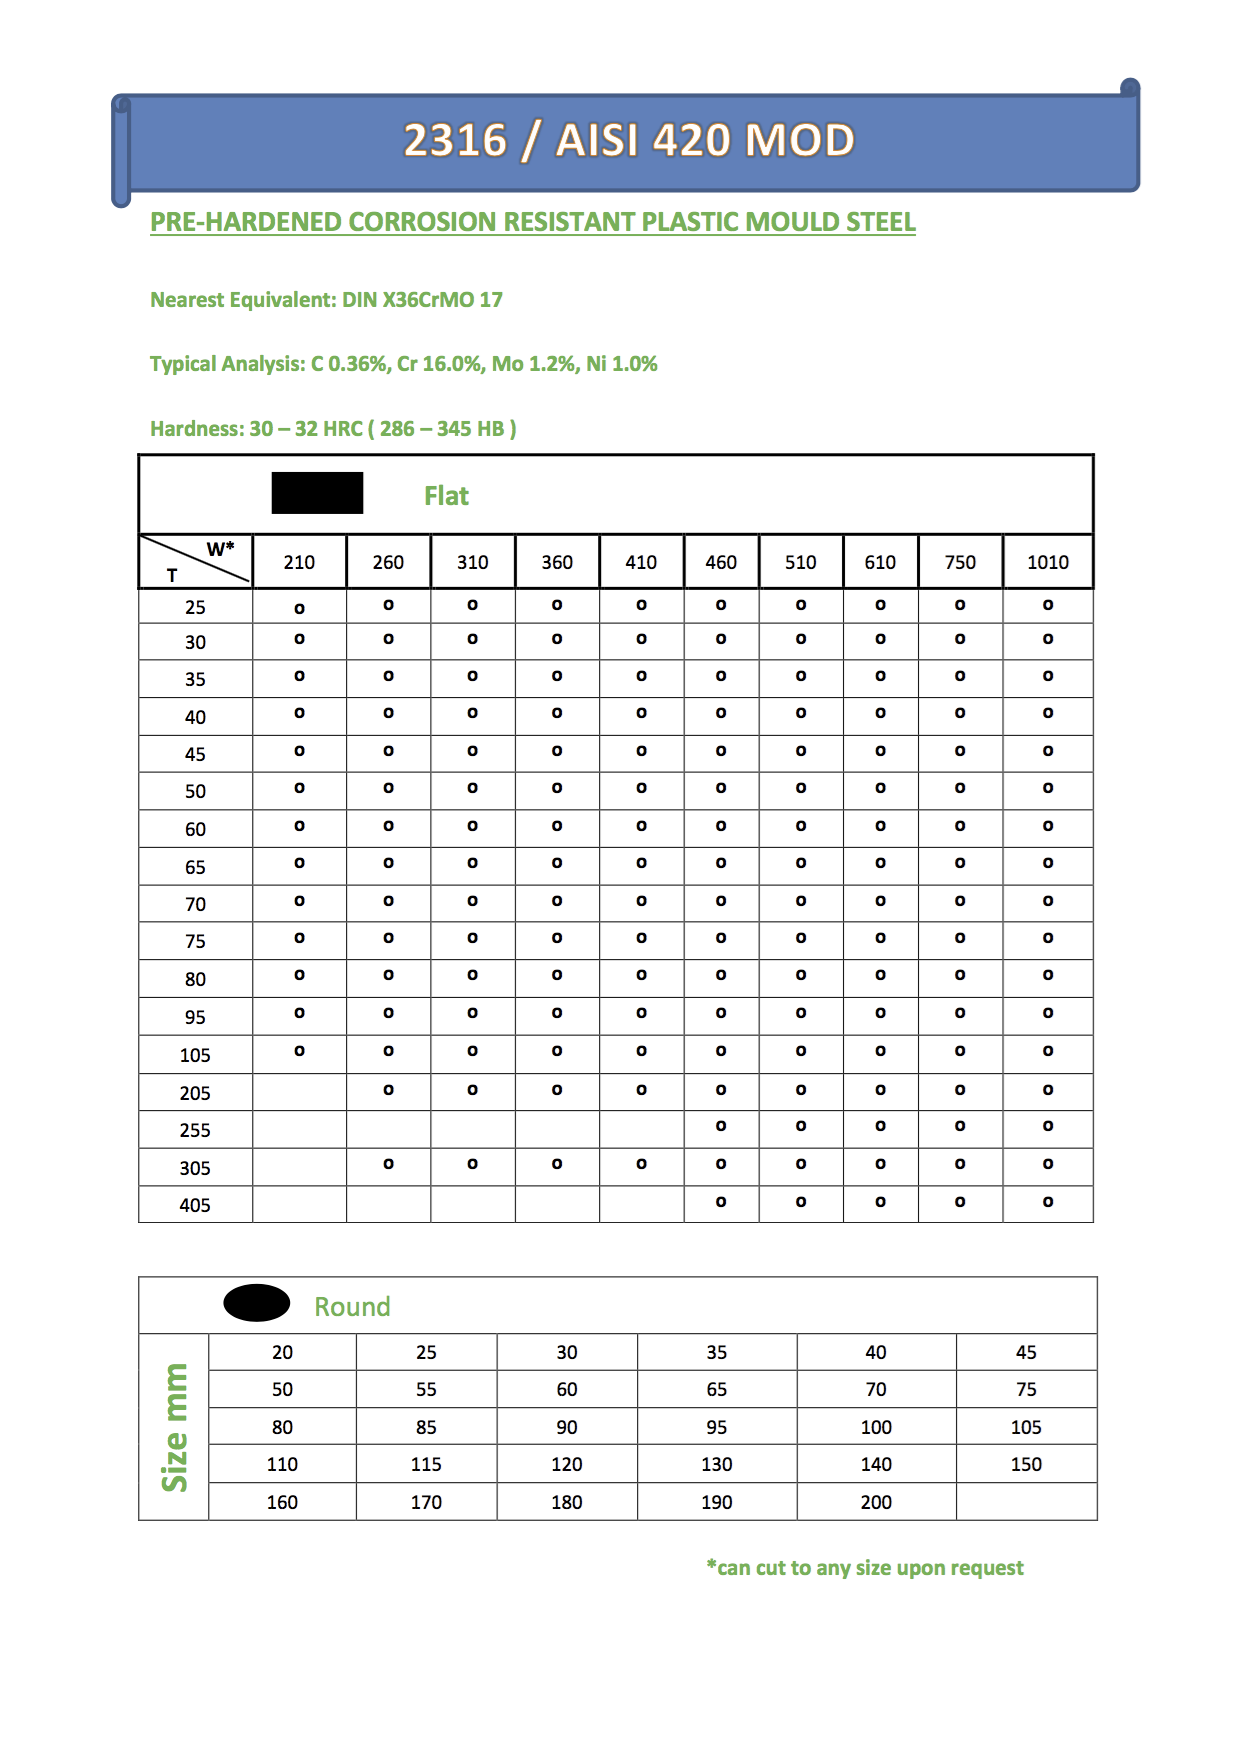 2316 / AISI 420 MOD
PRE-HARDENED CORROSION RESISTANT PLASTIC MOULD STEEL
Nearest Equivalent: DIN X36CrMO 17
Typical Analysis: C 0.36%, Cr 16.0%, Mo 1.2%, Ni 1.0%
Hardness: 30 – 32 HRC ( 286 – 345 HB )
Flat
W*
T 210 260 310 360 410 460 510 610 750 1010
25 o o o o o o o o o o
30 o o o o o o o o o o
35 o o o o o o o o o o
40 o o o o o o o o o o
45 o o o o o o o o o o
50 o o o o o o o o o o
60 o o o o o o o o o o
65 o o o o o o o o o o
70 o o o o o o o o o o
75 o o o o o o o o o o
80 o o o o o o o o o o
95 o o o o o o o o o o
105 o o o o o o o o o o
205 o o o o o o o o o
255 o o o o o
305 o o o o o o o o o
405 o o o o o
Round
Size mm
20 25 30 35 40 45
50 55 60 65 70 75
80 85 90 95 100 105
110 115 120 130 140 150
160 170 180 190 200
*can cut to any size upon request